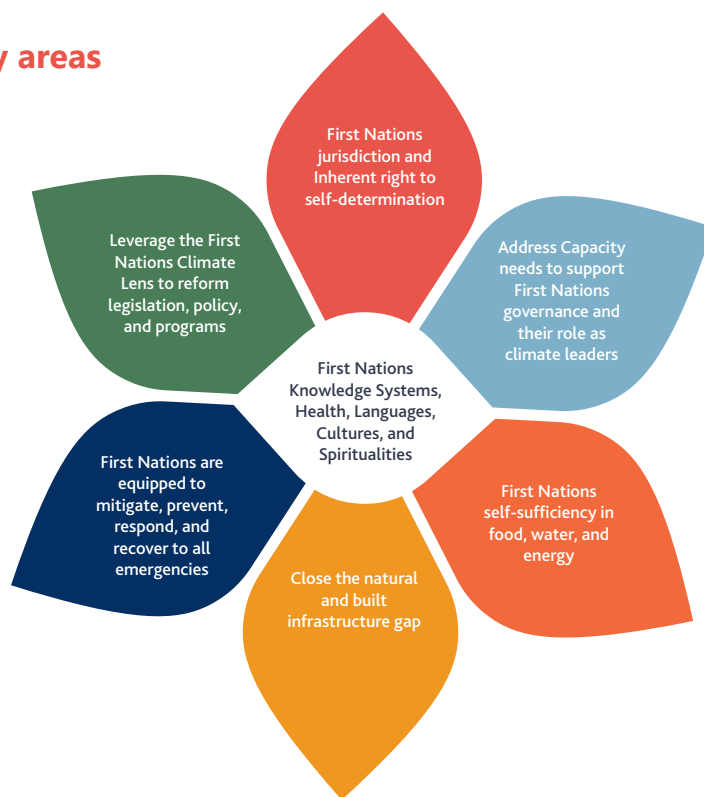 areas
First Nations
jurisdiction and
Inherent right to
self-determination
Address Capacity
needs to support
First Nations
governance and
their role as
climate leaders
First Nations
self-sufficiency in
food, water, and
energy
Close the natural
and built
infrastructure gap
First Nations are
equipped to
mitigate, prevent,
respond, and
recover to all
emergencies
Leverage the First
Nations Climate
Lens to reform
legislation, policy,
and programs
First Nations
Knowledge Systems,
Health, Languages,
Cultures, and
Spiritualities